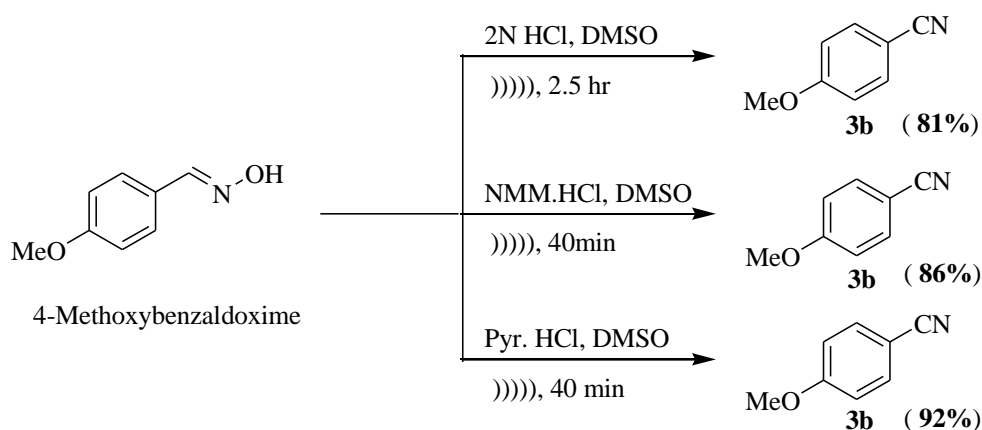 2N HCl, DMSO
))))), 2.5 hr
CN
MeO
3b ( 81%)
N
OH
MeO
4-Methoxybenzaldoxime
NMM.HCl, DMSO
))))), 40min
CN
MeO
3b ( 86%)
Pyr. HCl, DMSO
))))), 40 min
CN
MeO
3b ( 92%)